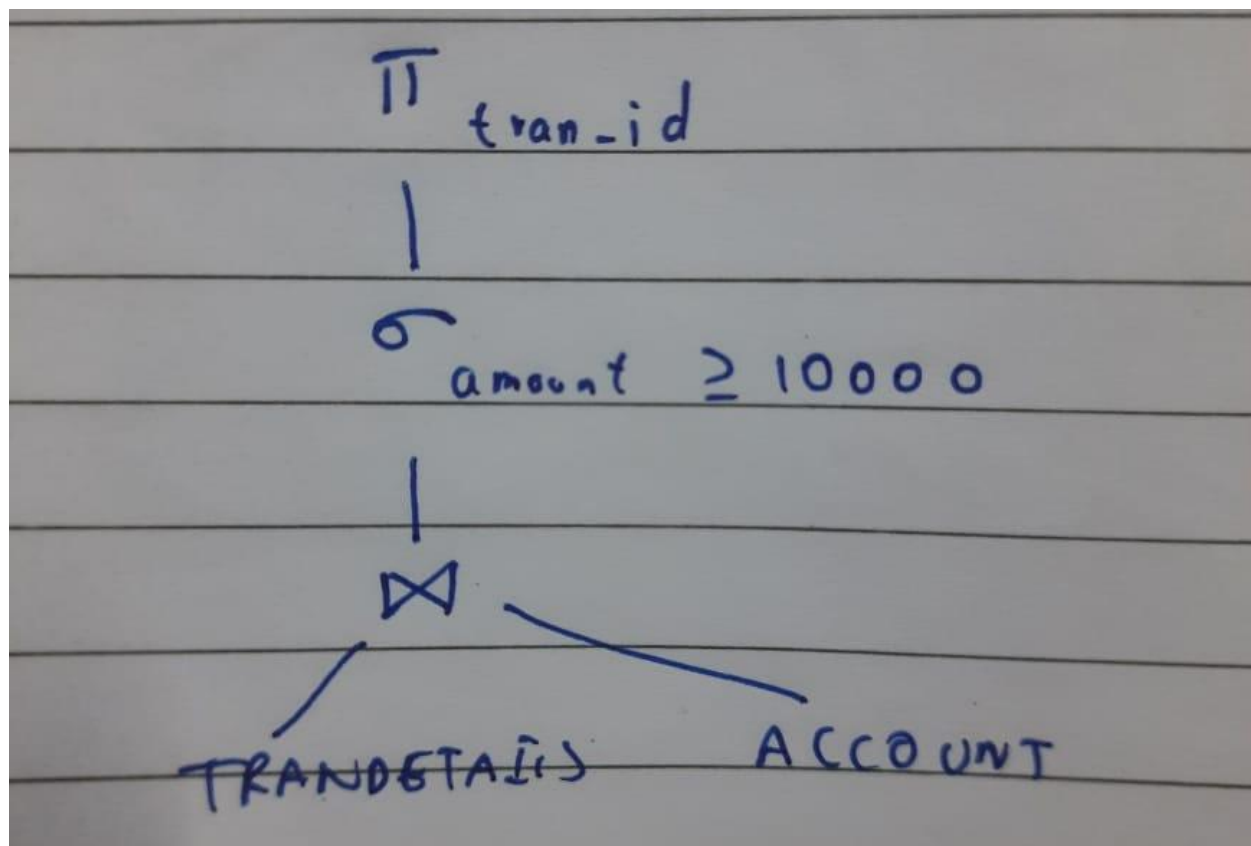 π tran_id
σ amount ≥ 10000
⋈
TRANDETAILS ACCOUNT